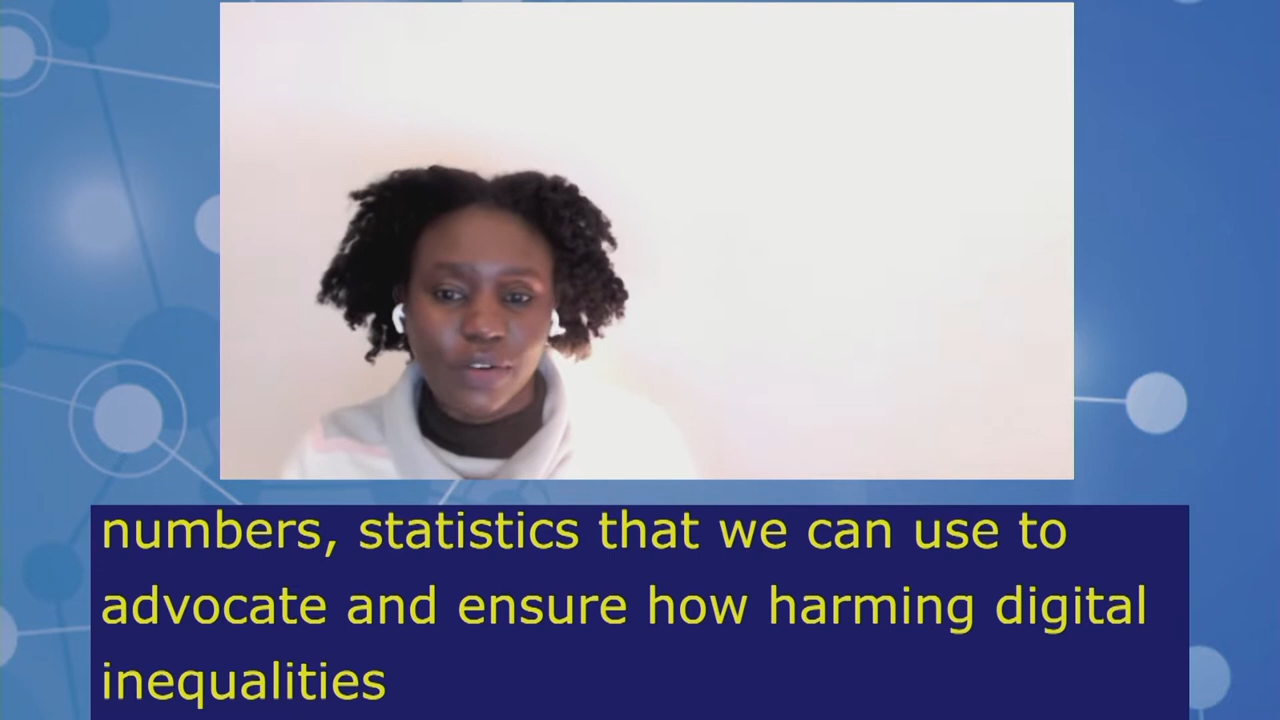 numbers, statistics that we can use to
advocate and ensure how harming digital
inequalities